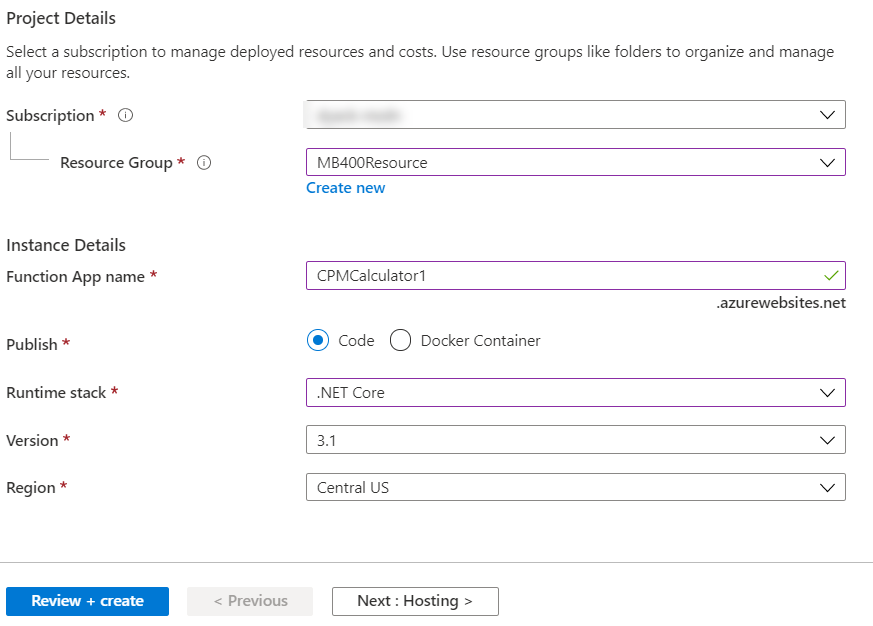 Project Details
Select a subscription to manage deployed resources and costs. Use resource groups like folders to organize and manage
all your resources.
Subscription *
Resource Group * MB400Resource
Create new
Instance Details
Function App name * CPMCalculator1
.azurewebsites.net
Publish * Code Docker Container
Runtime stack * .NET Core
Version * 3.1
Region * Central US
Review + create < Previous Next : Hosting >